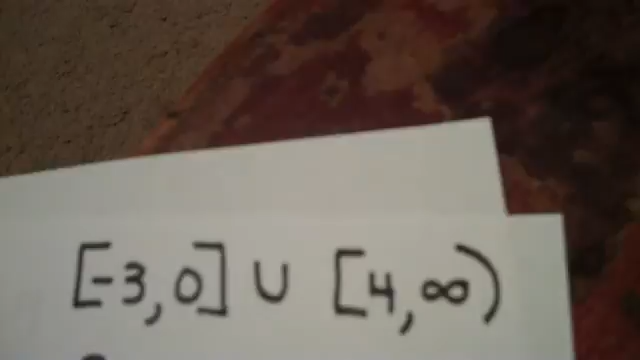 [-3,0] ∪ [4,∞)